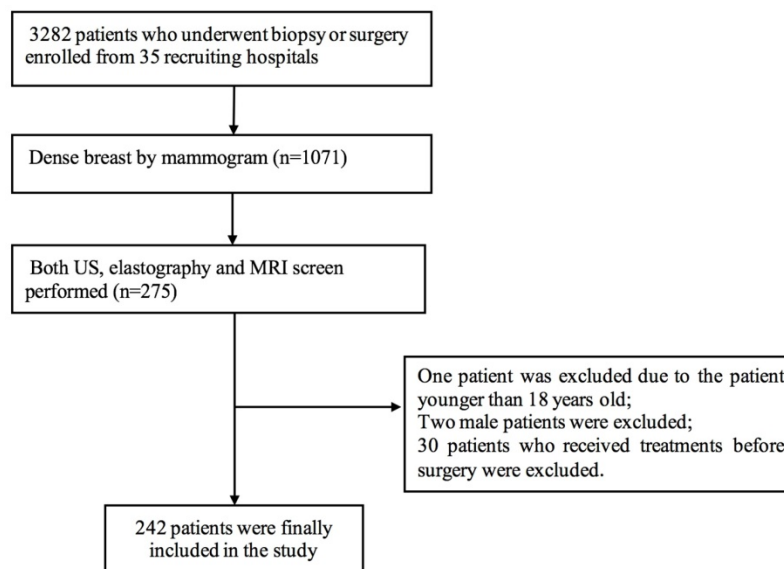 3282 patients who underwent biopsy or surgery
enrolled from 35 recruiting hospitals
Dense breast by mammogram (n=1071)
Both US, elastography and MRI screen
performed (n=275)
One patient was excluded due to the patient
younger than 18 years old;
Two male patients were excluded;
30 patients who received treatments before
surgery were excluded.
242 patients were finally
included in the study